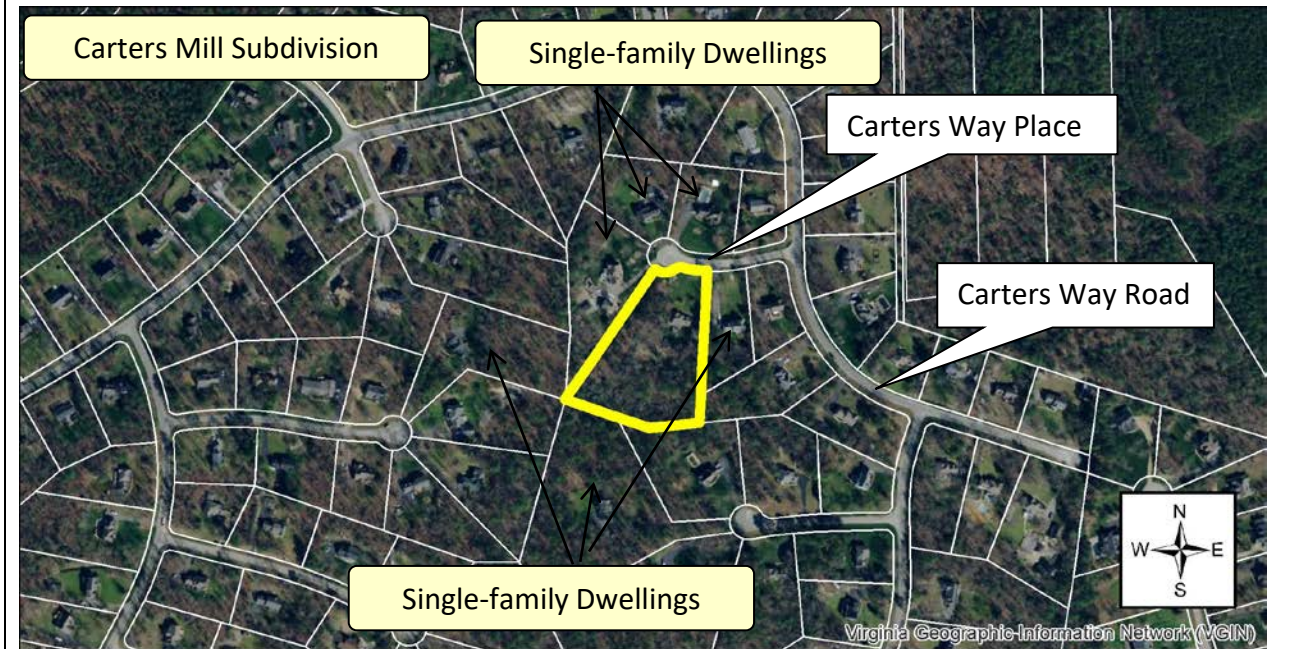 Carters Mill Subdivision
Single-family Dwellings
Carters Way Place
Carters Way Road
Single-family Dwellings
N
W E
S
Virginia Geographic Information Network (VGIN)